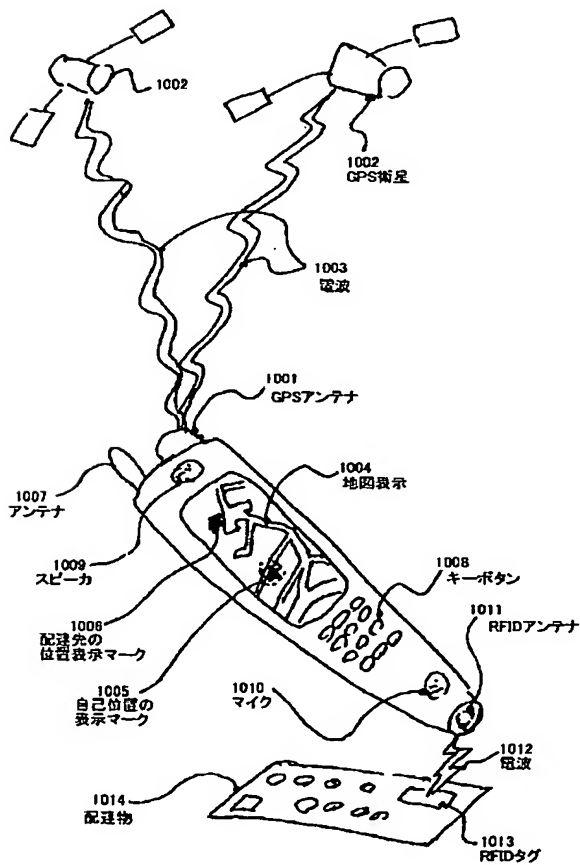 1002
1002
GPS衛星
1003
電波
1001
GPSアンテナ
1004
地図表示
1007
アンテナ
1009
スピーカ
1008
キーボタン
1006
配達先の
位置表示マーク
1011
RFIDアンテナ
1005
自己位置の
表示マーク
1010
マイク
1012
電波
1014
配達物
1013
RFIDタグ